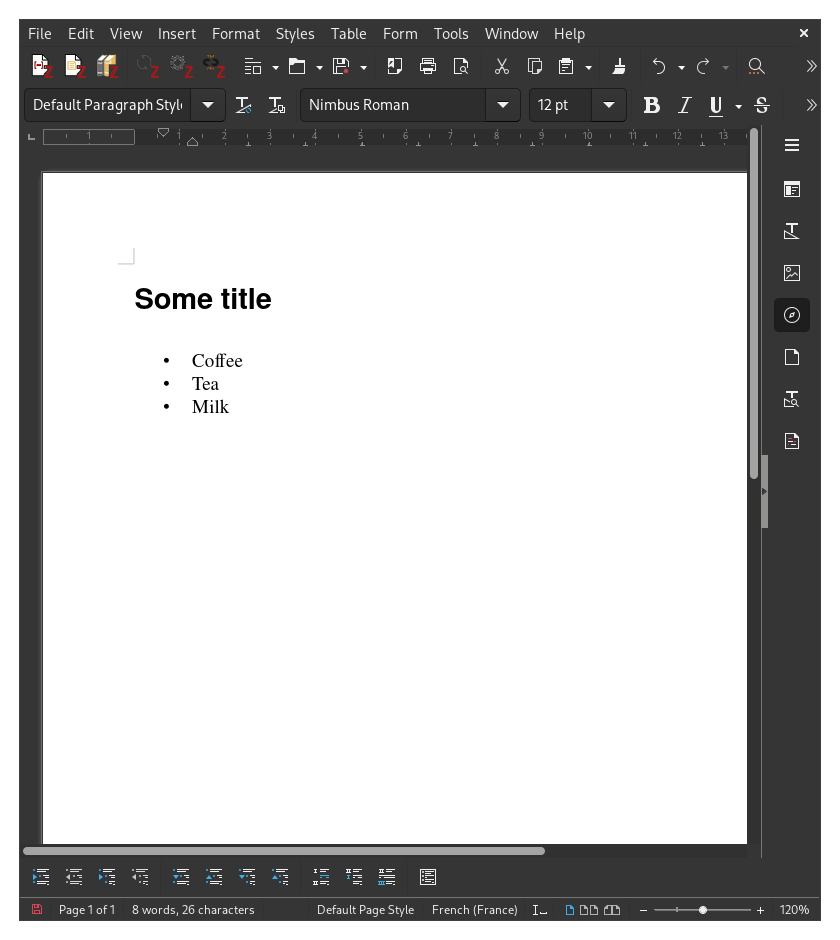 File Edit View Insert Format Styles Table Form Tools Window Help
Default Paragraph Styl Nimbus Roman 12 pt B I U S
1 1 2 3 4 5 6 7 8 9 10 11 12 13
Some title
• Coffee
• Tea
• Milk
Page 1 of 1 8 words, 26 characters Default Page Style French (France) 120%